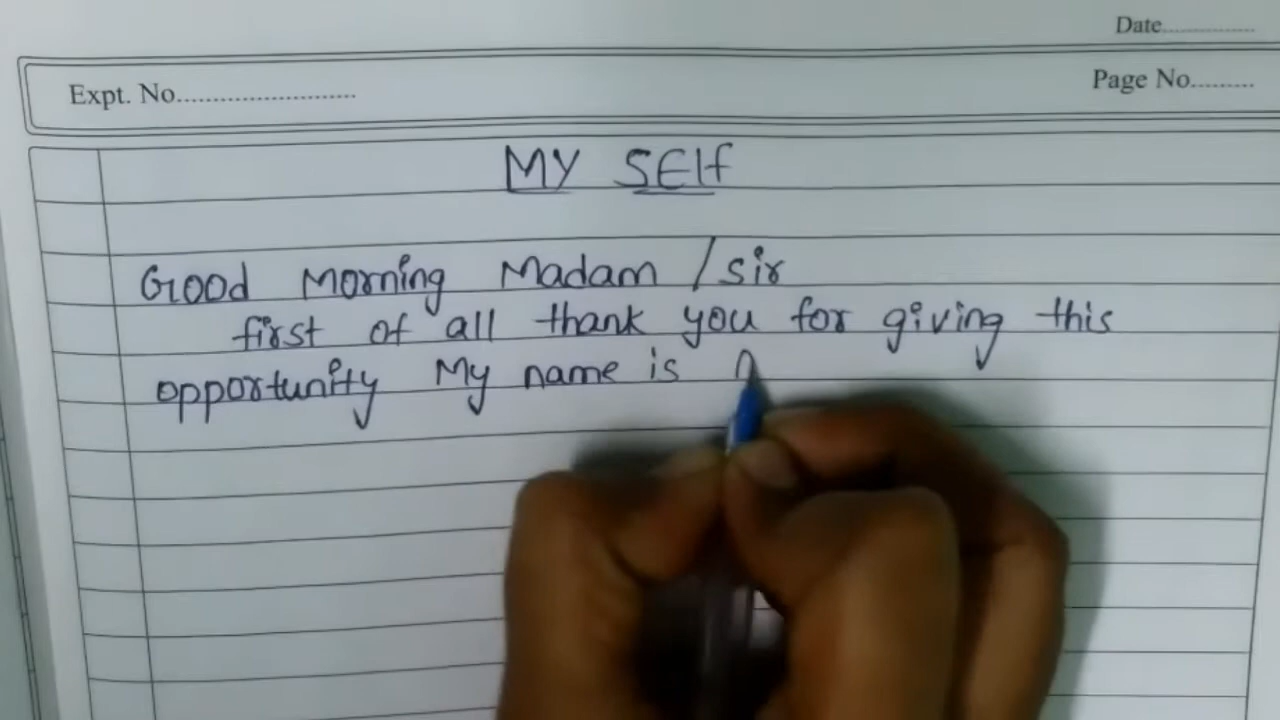 Date..............
Expt. No.......................... Page No.........
MY SElf
Good Morning Madam / sir
first of all thank you for giving this
opportunity My name is